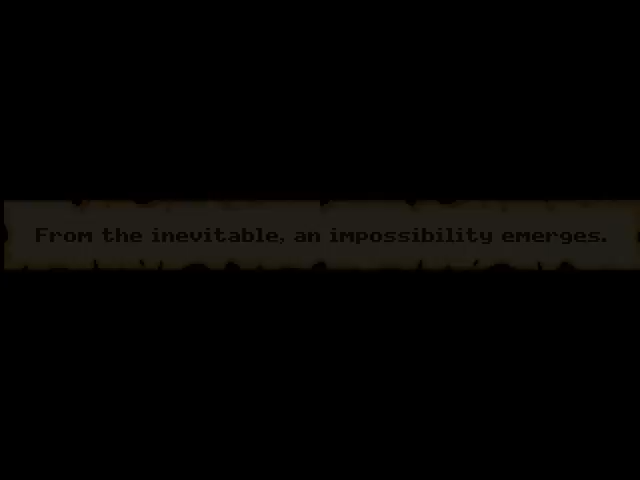 From the inevitable, an impossibility emerges.